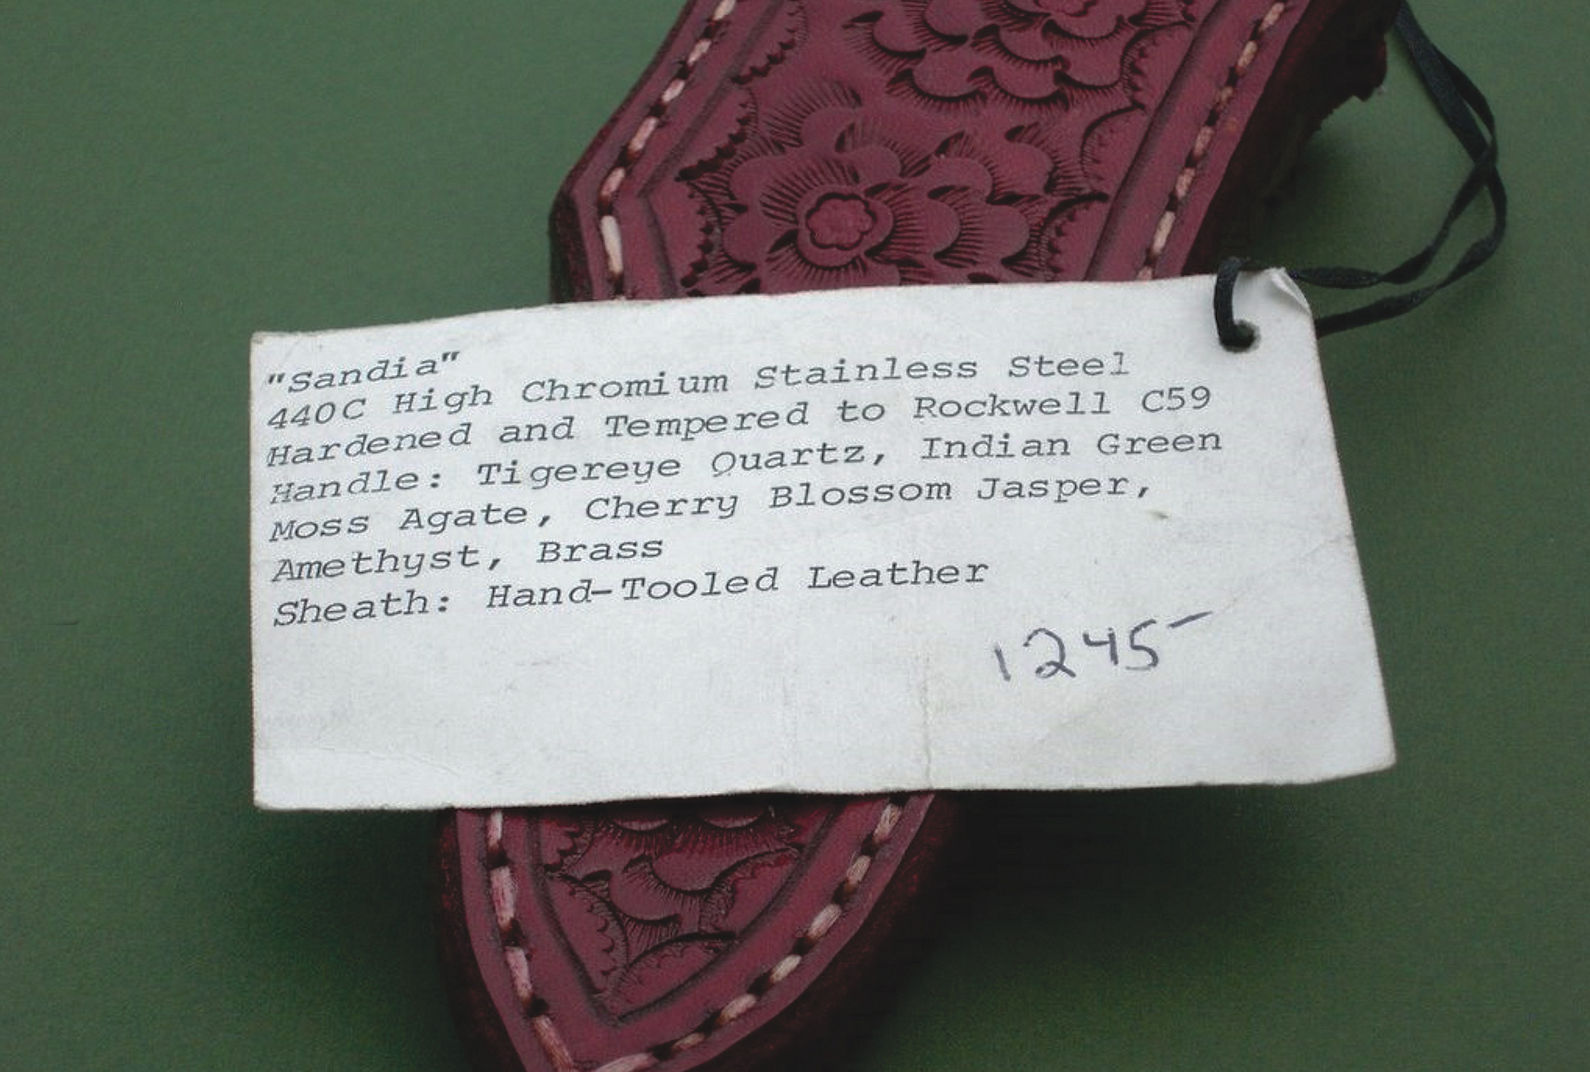 "Sandia"
440C High Chromium Stainless Steel
Hardened and Tempered to Rockwell C59
Handle: Tigereye Quartz, Indian Green
Moss Agate, Cherry Blossom Jasper,
Amethyst, Brass
Sheath: Hand-Tooled Leather
1245-